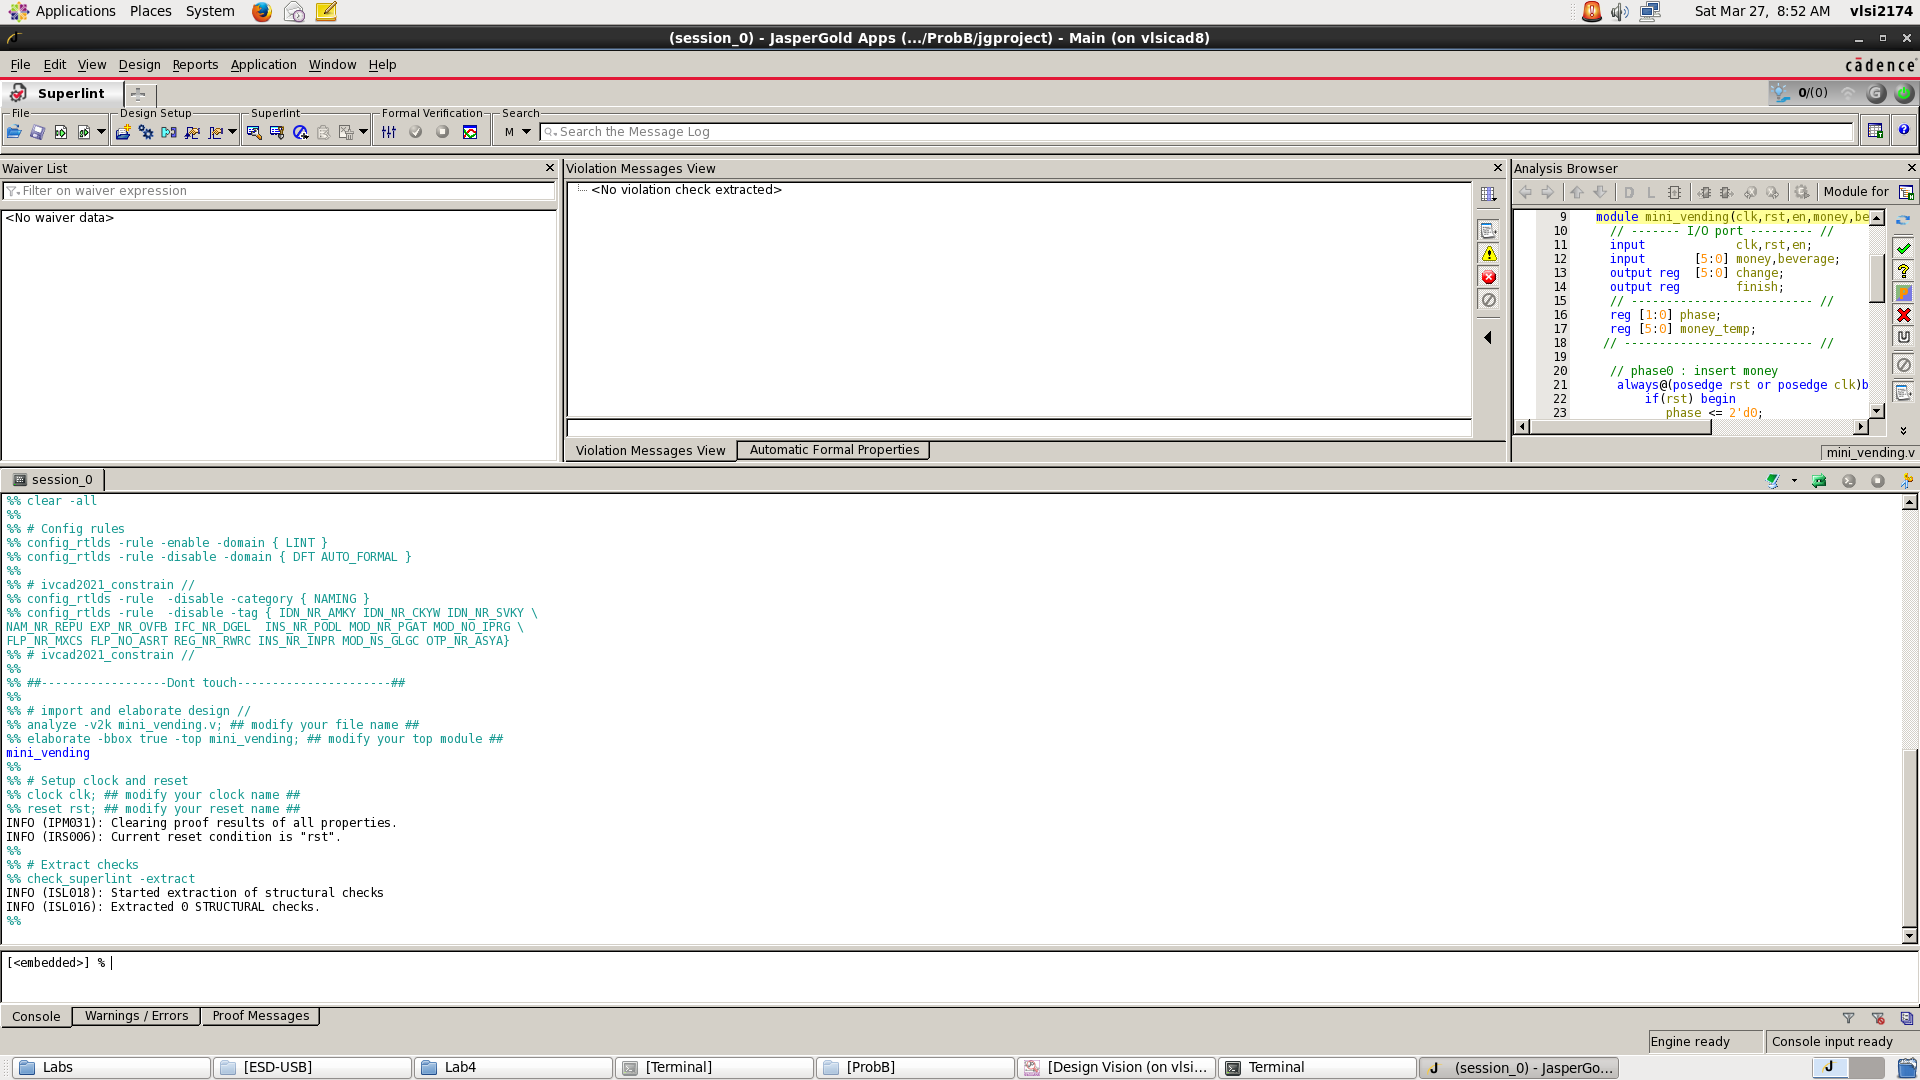 Applications Places System Sat Mar 27, 8:52 AM vlsi2174
(session_0) - JasperGold Apps (.../ProbB/jgproject) - Main (on vlsicad8)
File Edit View Design Reports Application Window Help cādence
Superlint 0/(0)
File Design Setup Superlint Formal Verification Search
M Search the Message Log
Waiver List
Filter on waiver expression
<No waiver data>
Violation Messages View
<No violation check extracted>
Violation Messages View Automatic Formal Properties
Analysis Browser
Module for
9 module mini_vending(clk,rst,en,money,be
10 // ------- I/O port --------- //
11 input clk,rst,en;
12 input [5:0] money,beverage;
13 output reg [5:0] change;
14 output reg finish;
15 // -------------------------- //
16 reg [1:0] phase;
17 reg [5:0] money_temp;
18 // --------------------------- //
19
20 // phase0 : insert money
21 always@(posedge rst or posedge clk)b
22 if(rst) begin
23 phase <= 2'd0;
mini_vending.v
session_0
%% clear -all
%%
%% # Config rules
%% config_rtlds -rule -enable -domain { LINT }
%% config_rtlds -rule -disable -domain { DFT AUTO_FORMAL }
%%
%% # ivcad2021_constrain //
%% config_rtlds -rule  -disable -category { NAMING }
%% config_rtlds -rule  -disable -tag { IDN_NR_AMKY IDN_NR_CKYW IDN_NR_SVKY \
NAM_NR_REPU EXP_NR_OVFB IFC_NR_DGEL  INS_NR_PODL MOD_NR_PGAT MOD_NO_IPRG \
FLP_NR_MXCS FLP_NO_ASRT REG_NR_RWRC INS_NR_INPR MOD_NS_GLGC OTP_NR_ASYA}
%% # ivcad2021_constrain //
%%
%% ##------------------Dont touch----------------------##
%%
%% # import and elaborate design //
%% analyze -v2k mini_vending.v; ## modify your file name ##
%% elaborate -bbox true -top mini_vending; ## modify your top module ##
mini_vending
%%
%% # Setup clock and reset
%% clock clk; ## modify your clock name ##
%% reset rst; ## modify your reset name ##
INFO (IPM031): Clearing proof results of all properties.
INFO (IRS006): Current reset condition is "rst".
%%
%% # Extract checks
%% check_superlint -extract
INFO (ISL018): Started extraction of structural checks
INFO (ISL016): Extracted 0 STRUCTURAL checks.
%%
[<embedded>] %
Console Warnings / Errors Proof Messages
Engine ready Console input ready
Labs [ESD-USB] Lab4 [Terminal] [ProbB] [Design Vision (on vlsi... Terminal (session_0) - JasperGo...